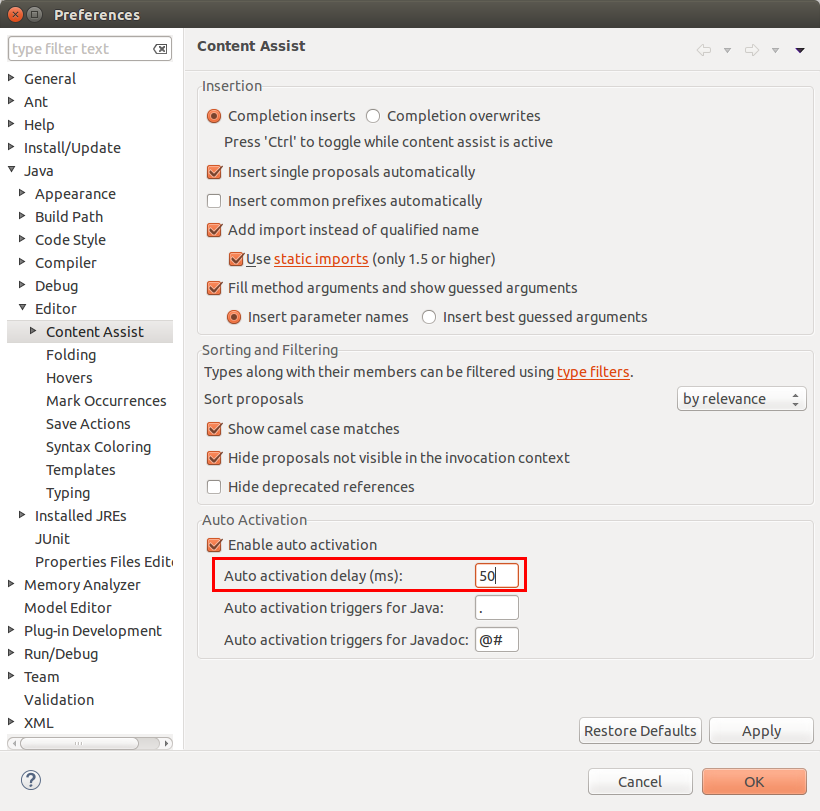 Preferences
type filter text
General
Ant
Help
Install/Update
Java
Appearance
Build Path
Code Style
Compiler
Debug
Editor
Content Assist
Folding
Hovers
Mark Occurrences
Save Actions
Syntax Coloring
Templates
Typing
Installed JREs
JUnit
Properties Files Edit
Memory Analyzer
Model Editor
Plug-in Development
Run/Debug
Team
Validation
XML
Content Assist
Insertion
Completion inserts Completion overwrites
Press 'Ctrl' to toggle while content assist is active
Insert single proposals automatically
Insert common prefixes automatically
Add import instead of qualified name
Use static imports (only 1.5 or higher)
Fill method arguments and show guessed arguments
Insert parameter names Insert best guessed arguments
Sorting and Filtering
Types along with their members can be filtered using type filters.
Sort proposals by relevance
Show camel case matches
Hide proposals not visible in the invocation context
Hide deprecated references
Auto Activation
Enable auto activation
Auto activation delay (ms): 50
Auto activation triggers for Java: .
Auto activation triggers for Javadoc: @#
Restore Defaults Apply
? Cancel OK